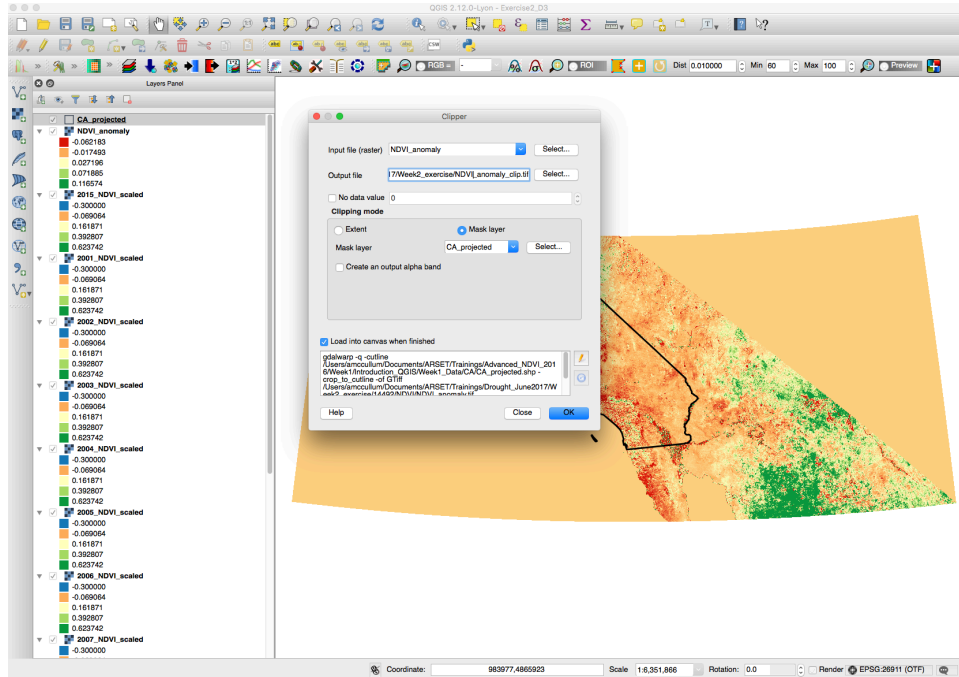 QGIS 2.12.0-Lyon - Exercise2_D3
CSW
RGB = -
ROI
Dist 0.010000 Min 60 Max 100 Preview
Layers Panel
CA_projected
NDVI_anomaly
-0.062183
-0.017493
0.027196
0.071885
0.116574
2015_NDVI_scaled
-0.300000
-0.069064
0.161871
0.392807
0.623742
2001_NDVI_scaled
-0.300000
-0.069064
0.161871
0.392807
0.623742
2002_NDVI_scaled
-0.300000
-0.069064
0.161871
0.392807
0.623742
2003_NDVI_scaled
-0.300000
-0.069064
0.161871
0.392807
0.623742
2004_NDVI_scaled
-0.300000
-0.069064
0.161871
0.392807
0.623742
2005_NDVI_scaled
-0.300000
-0.069064
0.161871
0.392807
0.623742
2006_NDVI_scaled
-0.300000
-0.069064
0.161871
0.392807
0.623742
2007_NDVI_scaled
-0.300000
Clipper
Input file (raster) NDVI_anomaly Select...
Output file 17/Week2_exercise/NDVI_anomaly_clip.tif Select...
No data value 0
Clipping mode
Extent Mask layer
Mask layer CA_projected Select...
Create an output alpha band
Load into canvas when finished
gdalwarp -q -cutline
/Users/amccullum/Documents/ARSET/Trainings/Advanced_NDVI_201
6/Week1/Introduction_QGIS/Week1_Data/CA/CA_projected.shp -
crop_to_cutline -of GTiff
/Users/amccullum/Documents/ARSET/Trainings/Drought_June2017/W
eek2_exercise/14492/NDVI/NDVI_anomaly.tif
Help Close OK
Coordinate: 983977,4865923 Scale 1:6,351,866 Rotation: 0.0 Render EPSG:26911 (OTF)